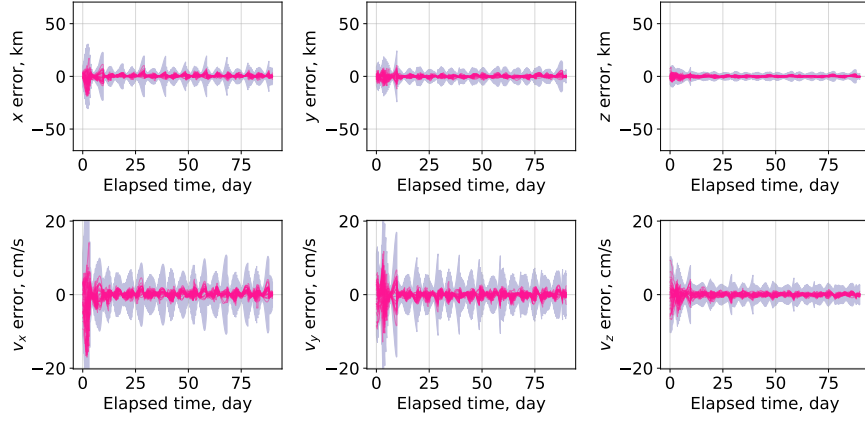 50
0
−50
x error, km
0 25 50 75
Elapsed time, day
50
0
−50
y error, km
0 25 50 75
Elapsed time, day
50
0
−50
z error, km
0 25 50 75
Elapsed time, day
20
0
−20
vx error, cm/s
0 25 50 75
Elapsed time, day
20
0
−20
vy error, cm/s
0 25 50 75
Elapsed time, day
20
0
−20
vz error, cm/s
0 25 50 75
Elapsed time, day